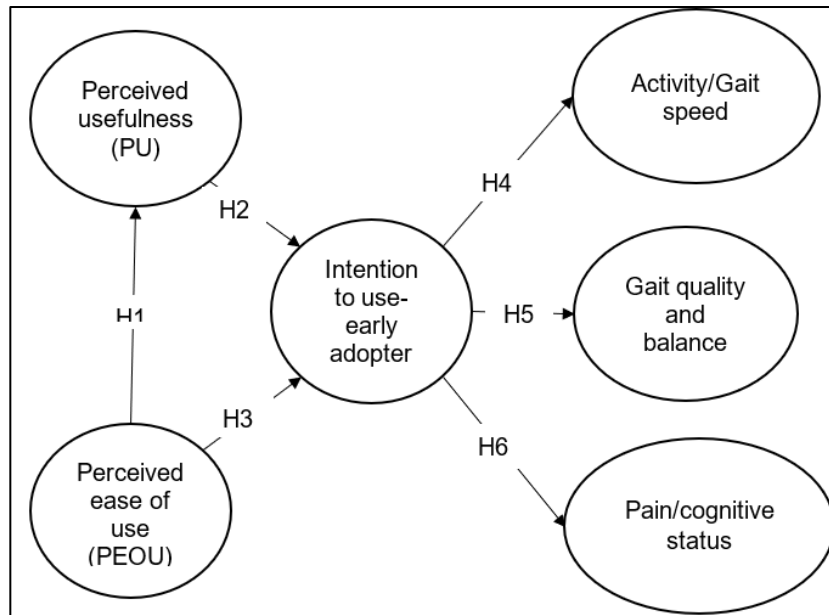 Perceived
usefulness
(PU)
Activity/Gait
speed
H2
H4
Intention
to use-
early
adopter
H1
H5
Gait quality
and
balance
H3
H6
Perceived
ease of
use
(PEOU)
Pain/cognitive
status